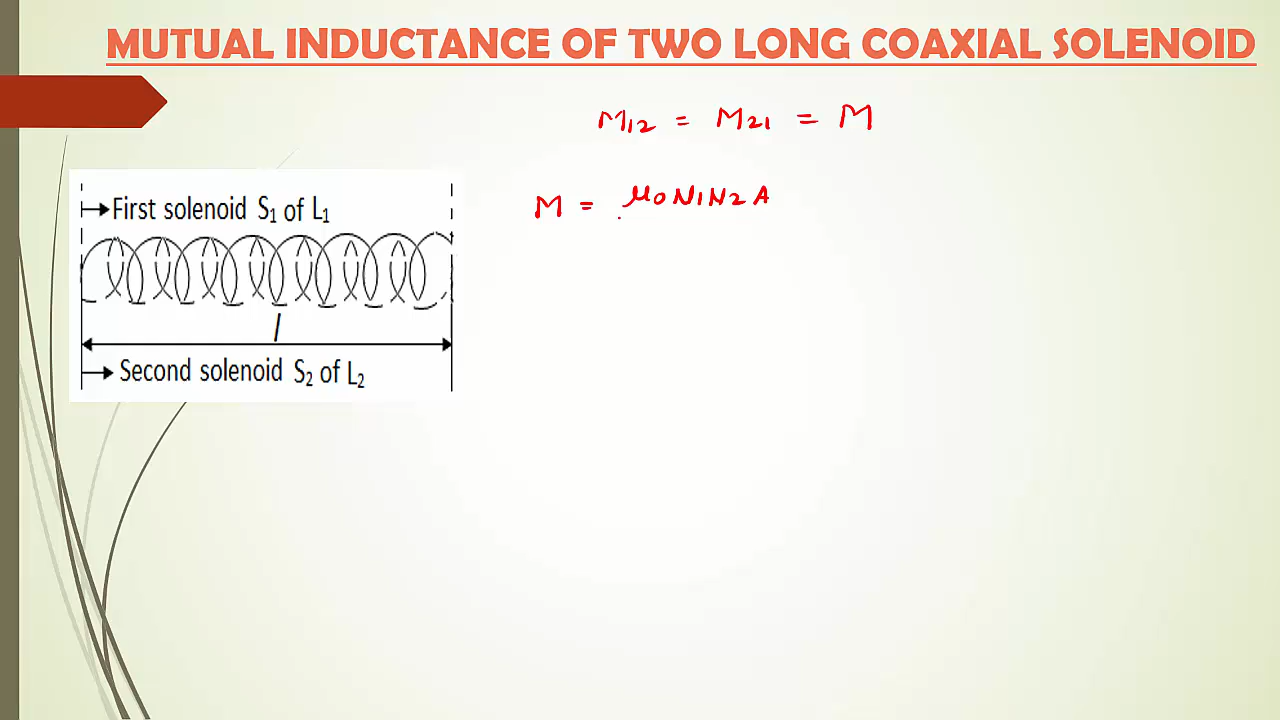 MUTUAL INDUCTANCE OF TWO LONG COAXIAL SOLENOID
M₁₂ = M₂₁ = M
First solenoid S₁ of L₁
M = μ₀N₁N₂A
l
Second solenoid S₂ of L₂